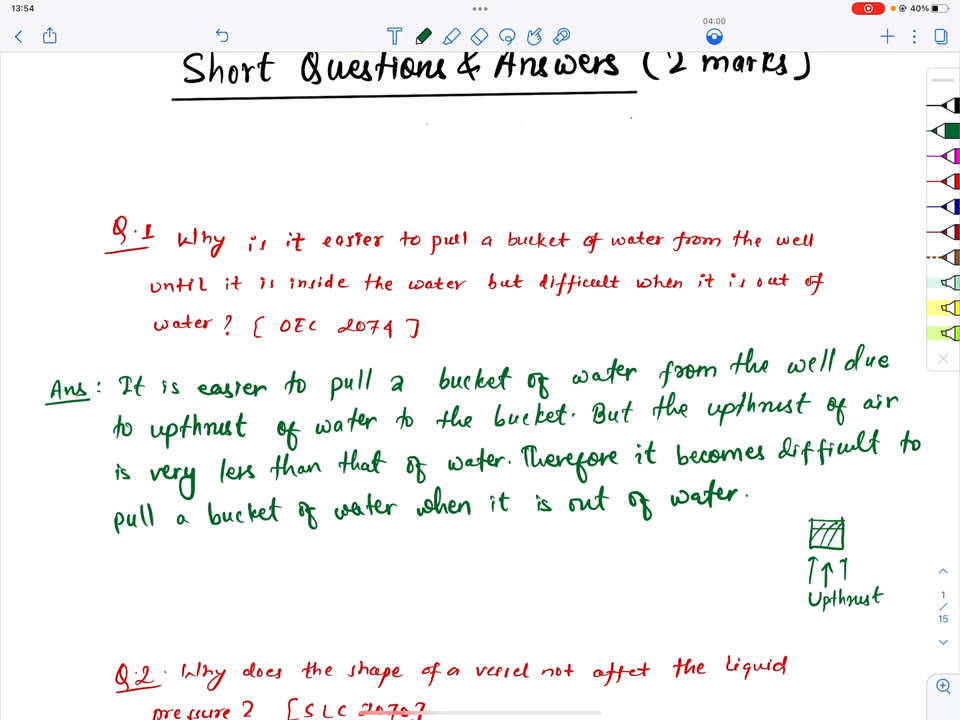 13:54
40%
04:00
Short Questions & Answers (2 marks)
Q.1 Why is it easier to pull a bucket of water from the well
until it is inside the water but difficult when it is out of
water? [OEC 2074]
Ans: It is easier to pull a bucket of water from the well due
to upthrust of water to the bucket. But the upthrust of air
is very less than that of water. Therefore it becomes difficult to
pull a bucket of water when it is out of water.
Upthrust
1
/
15
Q.2. Why does the shape of a vessel not affect the liquid
pressure? [SLC 2070]